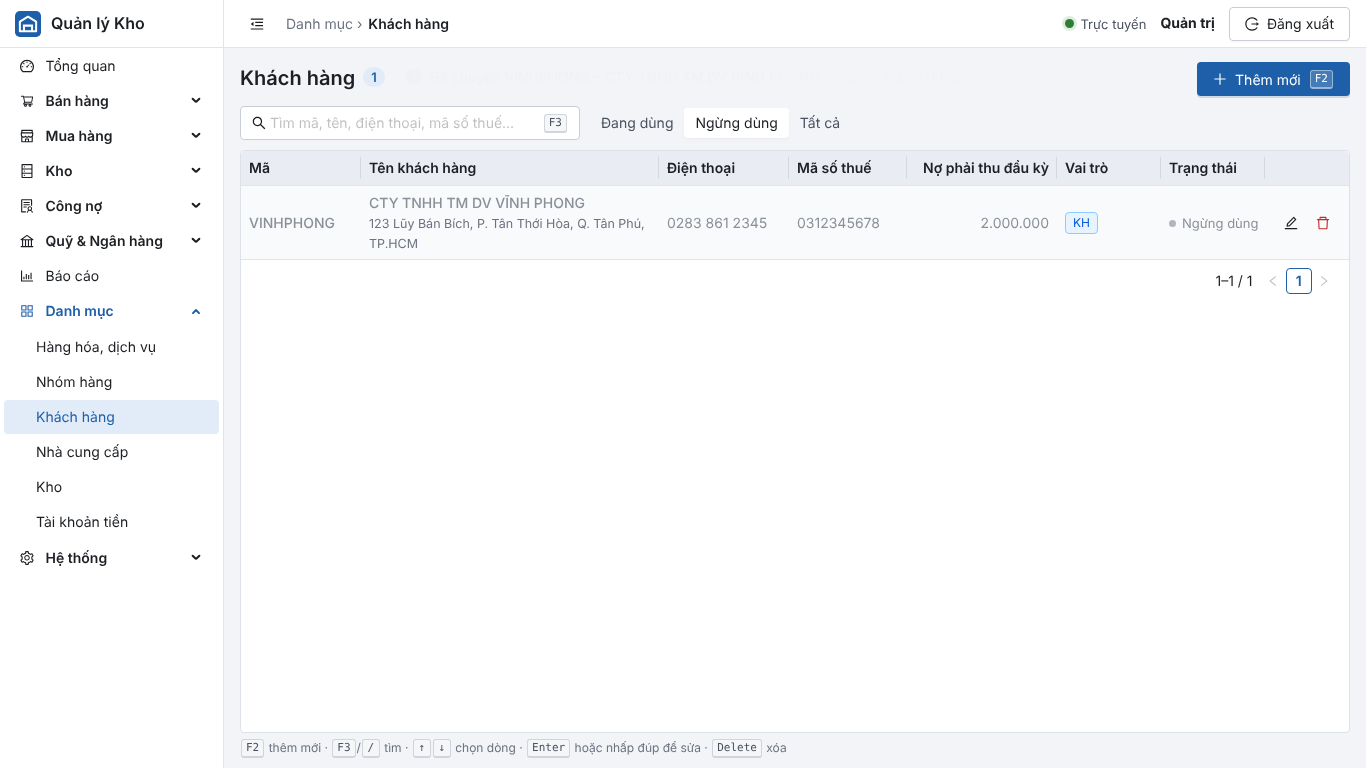 Quản lý Kho
Danh mục › Khách hàng
Trực tuyến
Quản trị
Đăng xuất
Tổng quan
Bán hàng
Mua hàng
Kho
Công nợ
Quỹ & Ngân hàng
Báo cáo
Danh mục
Hàng hóa, dịch vụ
Nhóm hàng
Khách hàng
Nhà cung cấp
Kho
Tài khoản tiền
Hệ thống
Khách hàng 1
Thêm mới F2
Tìm mã, tên, điện thoại, mã số thuế... F3
Đang dùng Ngừng dùng Tất cả
Mã Tên khách hàng Điện thoại Mã số thuế Nợ phải thu đầu kỳ Vai trò Trạng thái
CTY TNHH TM DV VĨNH PHONG
VINHPHONG 123 Lũy Bán Bích, P. Tân Thới Hòa, Q. Tân Phú, 0283 861 2345 0312345678 2.000.000 KH Ngừng dùng
TP.HCM
1–1 / 1 1
F2 thêm mới · F3 / / tìm · ↑ ↓ chọn dòng · Enter hoặc nhấp đúp để sửa · Delete xóa